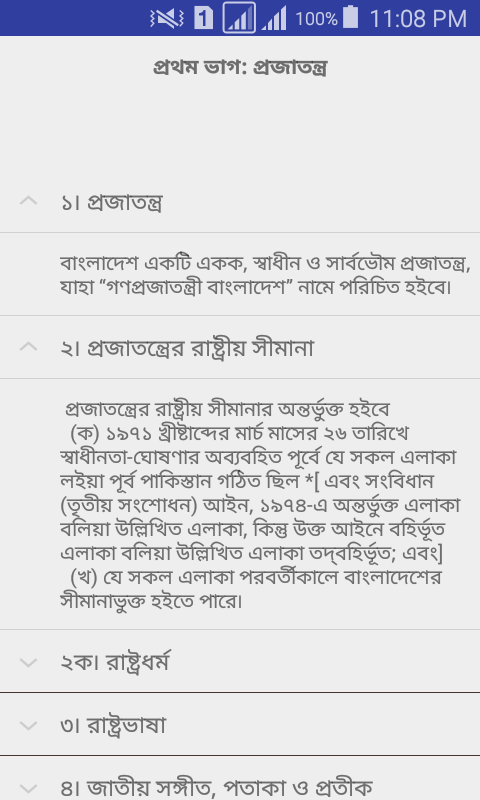 1
100%
11:08 PM
প্রথম ভাগ: প্রজাতন্ত্র
১। প্রজাতন্ত্র
বাংলাদেশ একটি একক, স্বাধীন ও সার্বভৌম প্রজাতন্ত্র,
যাহা “গণপ্রজাতন্ত্রী বাংলাদেশ” নামে পরিচিত হইবে।
২। প্রজাতন্ত্রের রাষ্ট্রীয় সীমানা
প্রজাতন্ত্রের রাষ্ট্রীয় সীমানার অন্তর্ভুক্ত হইবে
(ক) ১৯৭১ খ্রীষ্টাব্দের মার্চ মাসের ২৬ তারিখে
স্বাধীনতা-ঘোষণার অব্যবহিত পূর্বে যে সকল এলাকা
লইয়া পূর্ব পাকিস্তান গঠিত ছিল *[ এবং সংবিধান
(তৃতীয় সংশোধন) আইন, ১৯৭৪-এ অন্তর্ভুক্ত এলাকা
বলিয়া উল্লিখিত এলাকা, কিন্তু উক্ত আইনে বহির্ভূত
এলাকা বলিয়া উল্লিখিত এলাকা তদ্‌বহির্ভূত; এবং]
(খ) যে সকল এলাকা পরবর্তীকালে বাংলাদেশের
সীমানাভুক্ত হইতে পারে।
২ক। রাষ্ট্রধর্ম
৩। রাষ্ট্রভাষা
৪। জাতীয় সঙ্গীত, পতাকা ও প্রতীক